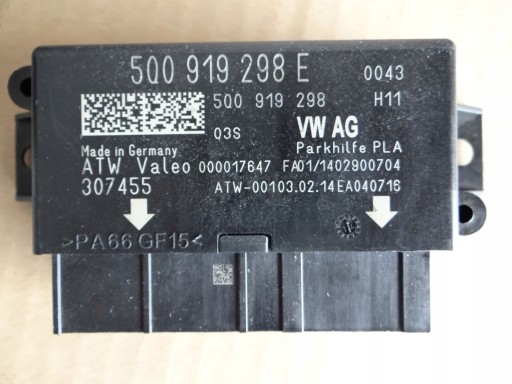 5Q0 919 298 E 0043
5Q0 919 298 H11
03S VW AG
Made in Germany Parkhilfe PLA
ATW Valeo 000017647 FA01/1402900704
307455 ATW-00103.02.14EA040716
>PA66 GF15<